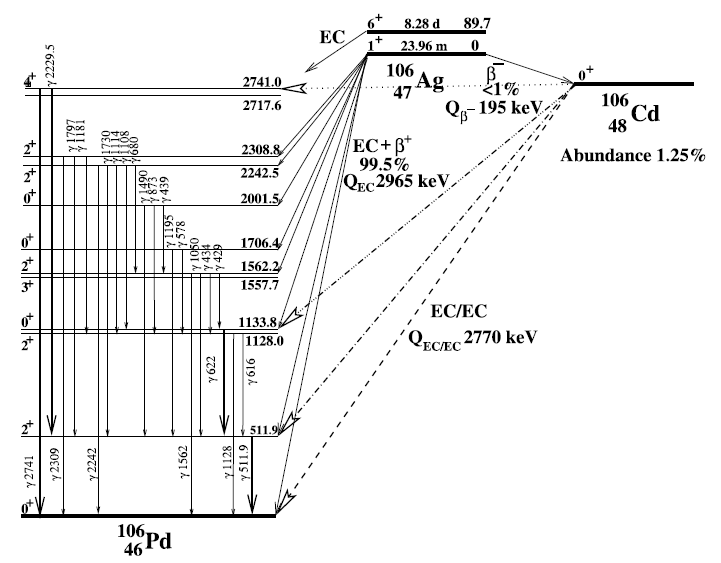 6+ 8.28 d 89.7
EC
1+ 23.96 m 0
106
47 Ag
β−
<1%
Qβ− 195 keV
0+
106
48 Cd
Abundance 1.25%
EC + β+
99.5%
QEC 2965 keV
EC/EC
QEC/EC 2770 keV
γ 2229.5
4+ 2741.0
2717.6
γ 1797
γ 1181
γ 1730
γ 1114
γ 1108
γ 680
2+ 2308.8
2+ 2242.5
γ 1490
γ 873
γ 439
0+ 2001.5
γ 1195
γ 578
γ 1050
γ 434
γ 429
0+ 1706.4
2+ 1562.2
3+ 1557.7
0+ 1133.8
2+ 1128.0
γ 622
γ 616
2+ 511.9
γ 2741
γ 2309
γ 2242
γ 1562
γ 1128
γ 511.9
0+
106
46 Pd